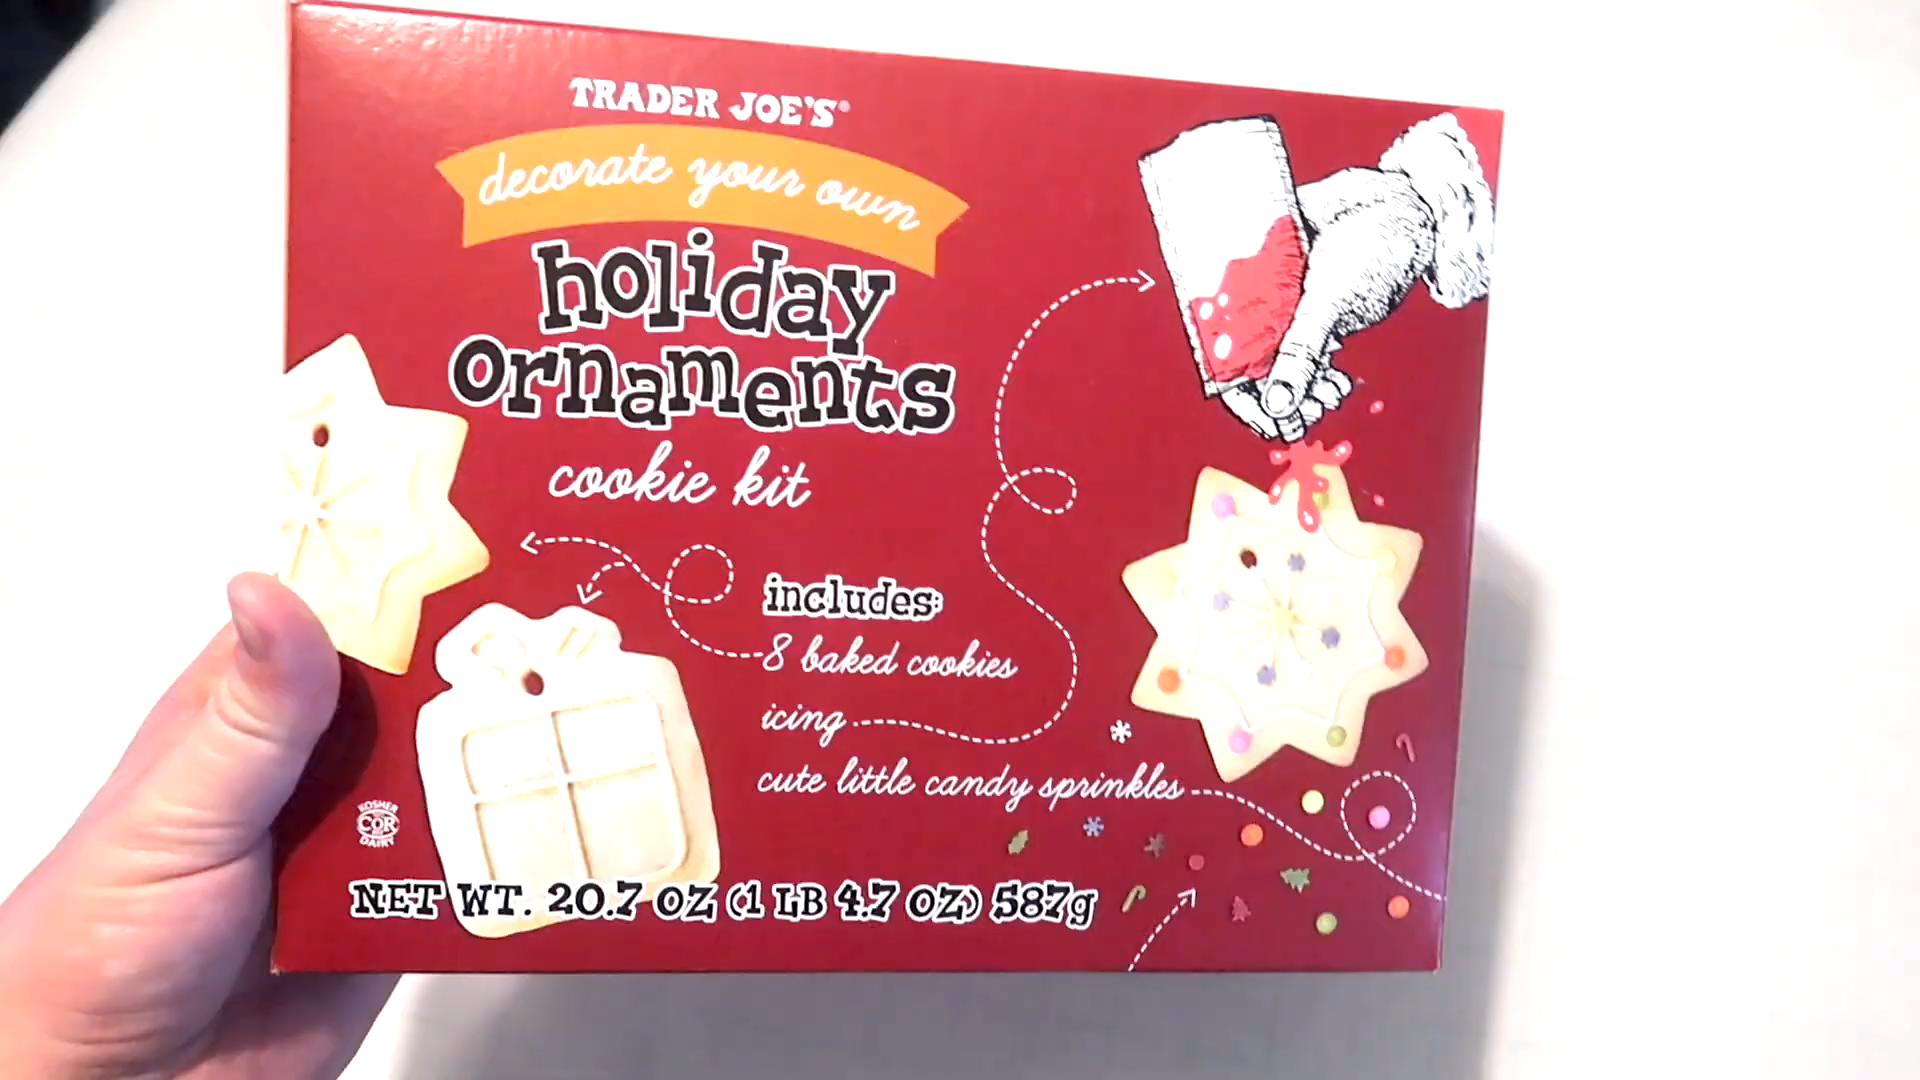 TRADER JOE'S®
decorate your own
holiday
ornaments
cookie kit
includes:
8 baked cookies
icing
cute little candy sprinkles
KOSHER
COR
DAIRY
NET WT. 20.7 OZ (1 LB 4.7 OZ) 587g